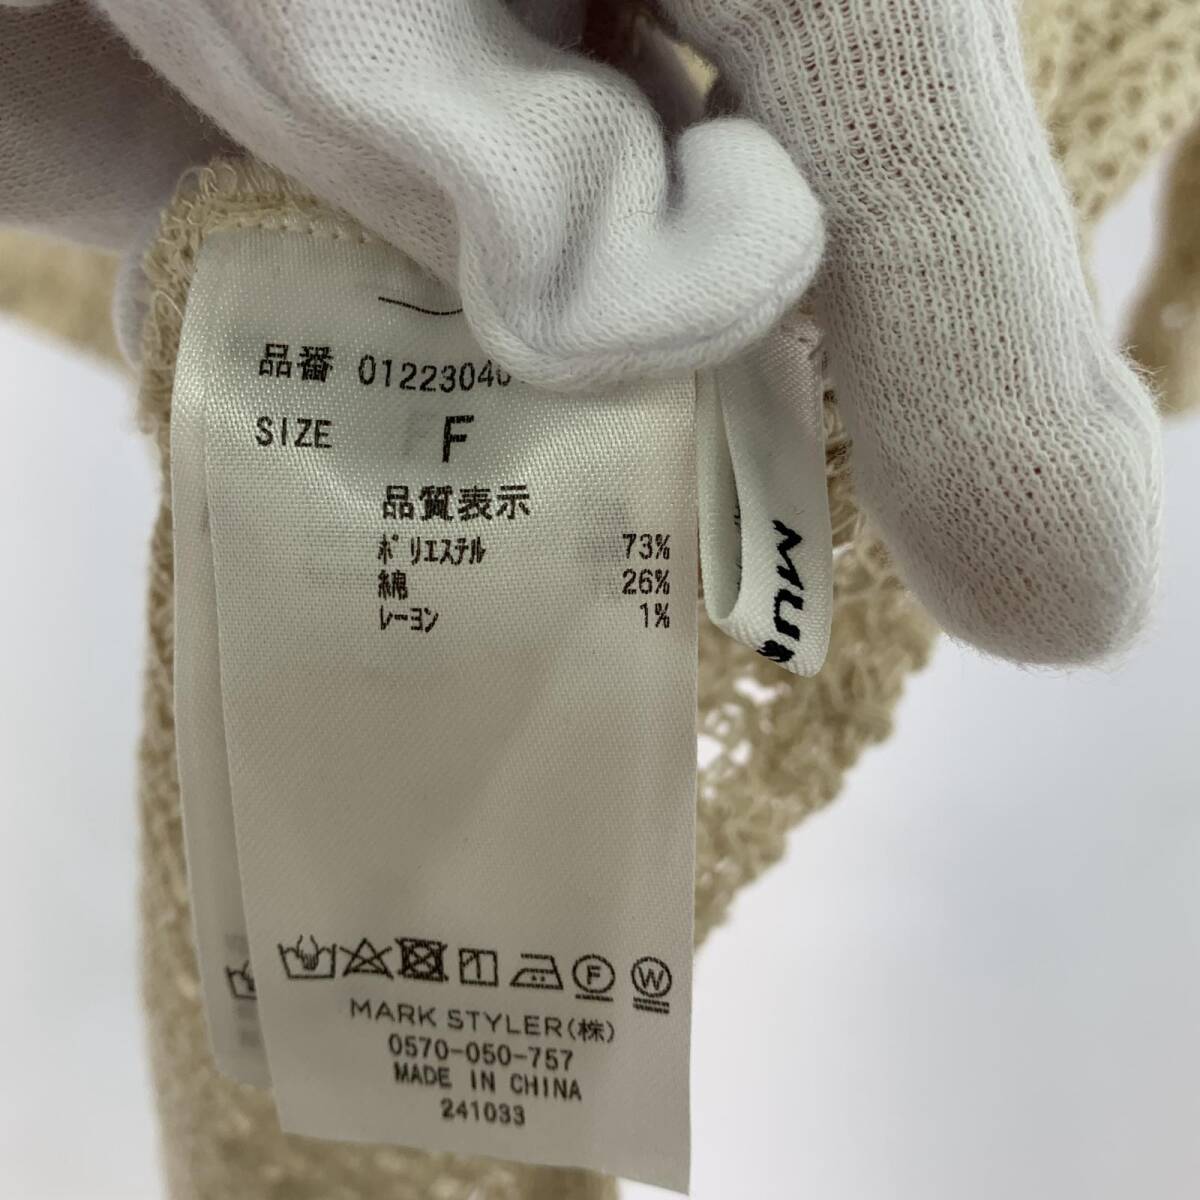 品番
SIZE F
品質表示
ポリエステル 73%
綿 26%
レーヨン 1%
F W
MARK STYLER(株)
0570-050-757
MADE IN CHINA
241033